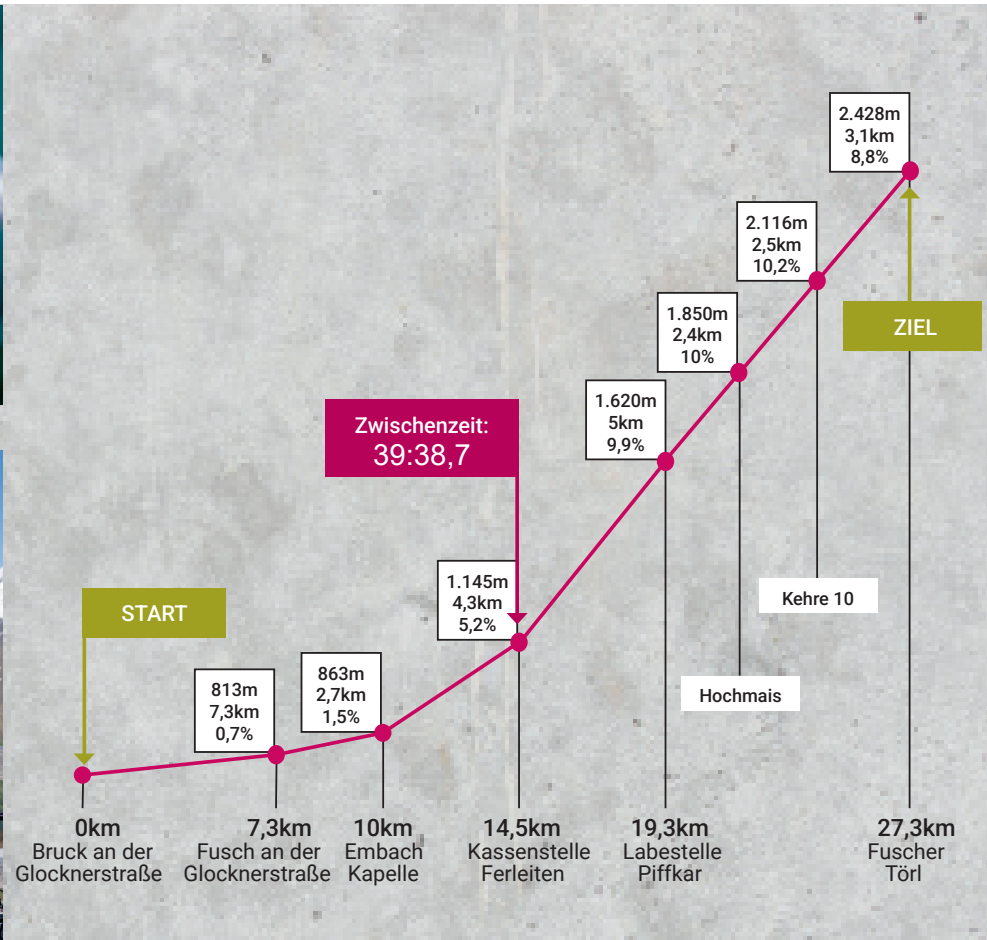 2.428m
3,1km
8,8%
2.116m
2,5km
10,2%
ZIEL
1.850m
2,4km
10%
1.620m
5km
9,9%
Zwischenzeit:
39:38,7
1.145m
4,3km
5,2%
START
Kehre 10
863m
2,7km
1,5%
813m
7,3km
0,7%
Hochmais
0km
Bruck an der
Glocknerstraße
7,3km
Fusch an der
Glocknerstraße
10km
Embach
Kapelle
14,5km
Kassenstelle
Ferleiten
19,3km
Labestelle
Piffkar
27,3km
Fuscher
Törl